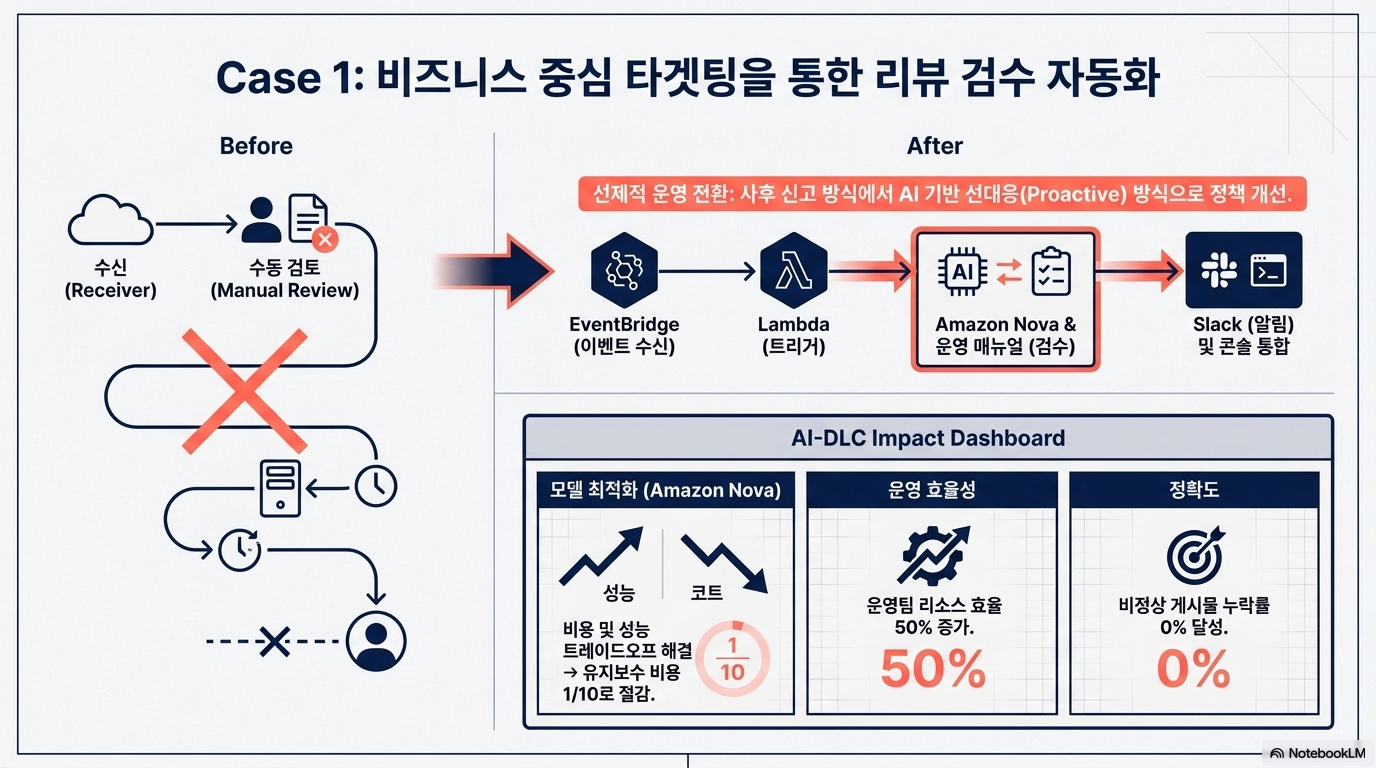 Case 1: 비즈니스 중심 타겟팅을 통한 리뷰 검수 자동화
Before
수신
(Receiver)
수동 검토
(Manual Review)
After
선제적 운영 전환: 사후 신고 방식에서 AI 기반 선대응(Proactive) 방식으로 정책 개선.
EventBridge
(이벤트 수신)
Lambda
(트리거)
AI
Amazon Nova &
운영 매뉴얼 (검수)
Slack (알림)
및 콘솔 통합
AI-DLC Impact Dashboard
모델 최적화 (Amazon Nova)
성능
코트
비용 및 성능
트레이드오프 해결
→ 유지보수 비용
1/10로 절감.
1
10
운영 효율성
운영팀 리소스 효율
50% 증가.
50%
정확도
비정상 게시물 누락률
0% 달성.
0%
NotebookLM